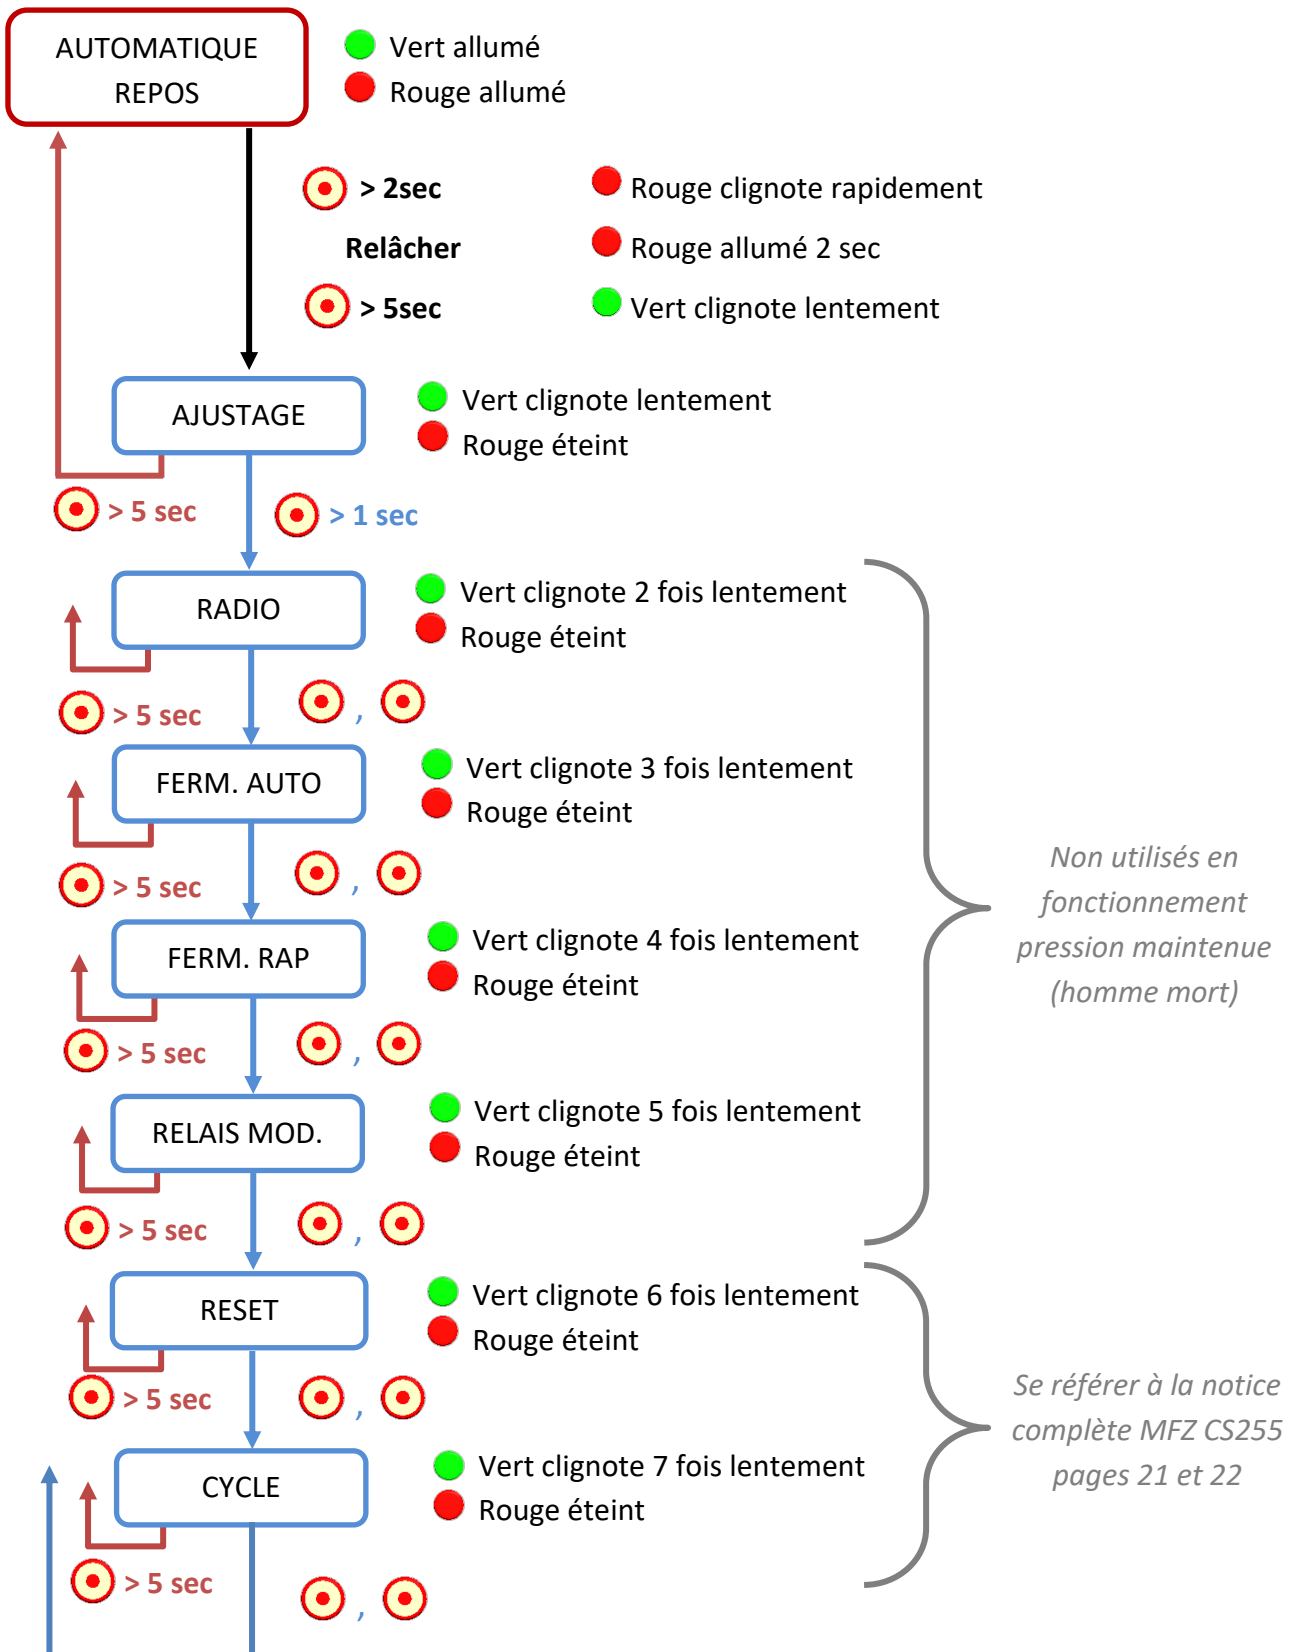 AUTOMATIQUE
REPOS
Vert allumé
Rouge allumé
> 2sec
Rouge clignote rapidement
Relâcher
Rouge allumé 2 sec
> 5sec
Vert clignote lentement
AJUSTAGE
Vert clignote lentement
Rouge éteint
> 5 sec
> 1 sec
RADIO
Vert clignote 2 fois lentement
Rouge éteint
> 5 sec
,
FERM. AUTO
Vert clignote 3 fois lentement
Rouge éteint
> 5 sec
,
FERM. RAP
Vert clignote 4 fois lentement
Rouge éteint
> 5 sec
,
RELAIS MOD.
Vert clignote 5 fois lentement
Rouge éteint
> 5 sec
,
Non utilisés en
fonctionnement
pression maintenue
(homme mort)
RESET
Vert clignote 6 fois lentement
Rouge éteint
> 5 sec
,
CYCLE
Vert clignote 7 fois lentement
Rouge éteint
> 5 sec
,
Se référer à la notice
complète MFZ CS255
pages 21 et 22